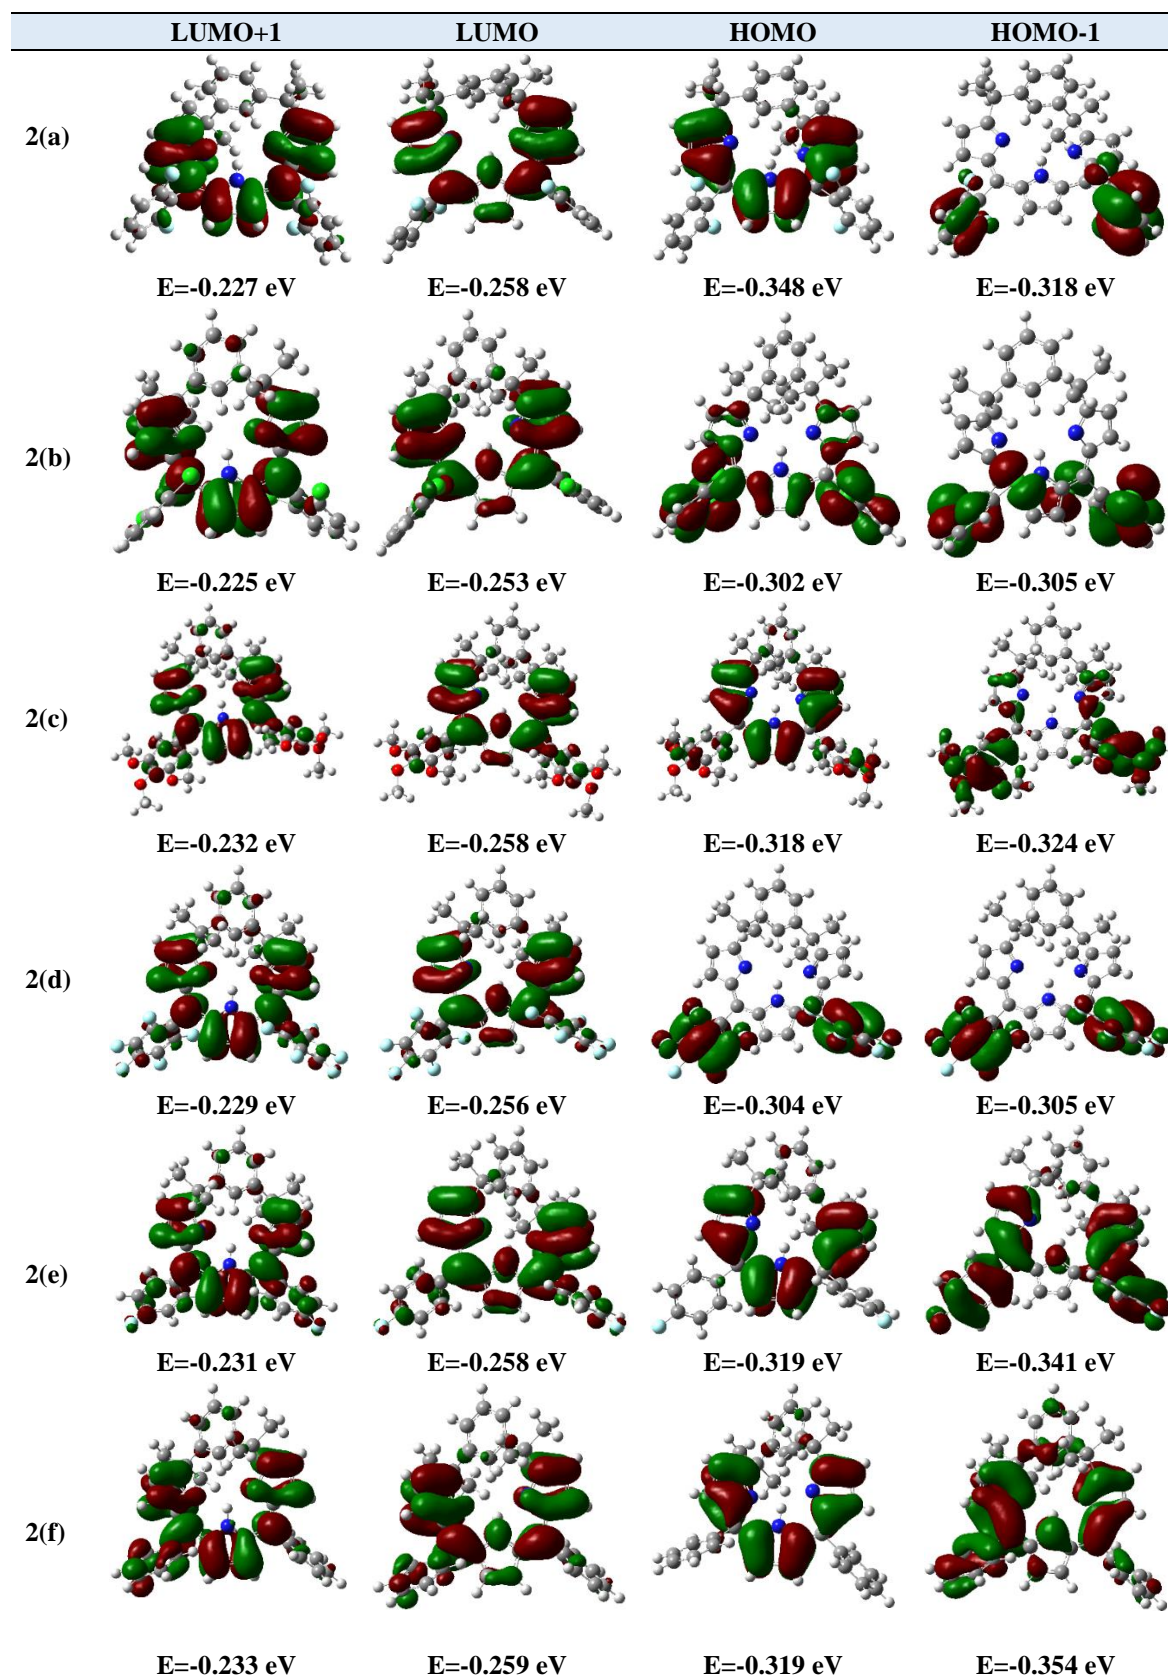 LUMO+1 LUMO HOMO HOMO-1
2(a)
E=-0.227 eV E=-0.258 eV E=-0.348 eV E=-0.318 eV
2(b)
E=-0.225 eV E=-0.253 eV E=-0.302 eV E=-0.305 eV
2(c)
E=-0.232 eV E=-0.258 eV E=-0.318 eV E=-0.324 eV
2(d)
E=-0.229 eV E=-0.256 eV E=-0.304 eV E=-0.305 eV
2(e)
E=-0.231 eV E=-0.258 eV E=-0.319 eV E=-0.341 eV
2(f)
E=-0.233 eV E=-0.259 eV E=-0.319 eV E=-0.354 eV